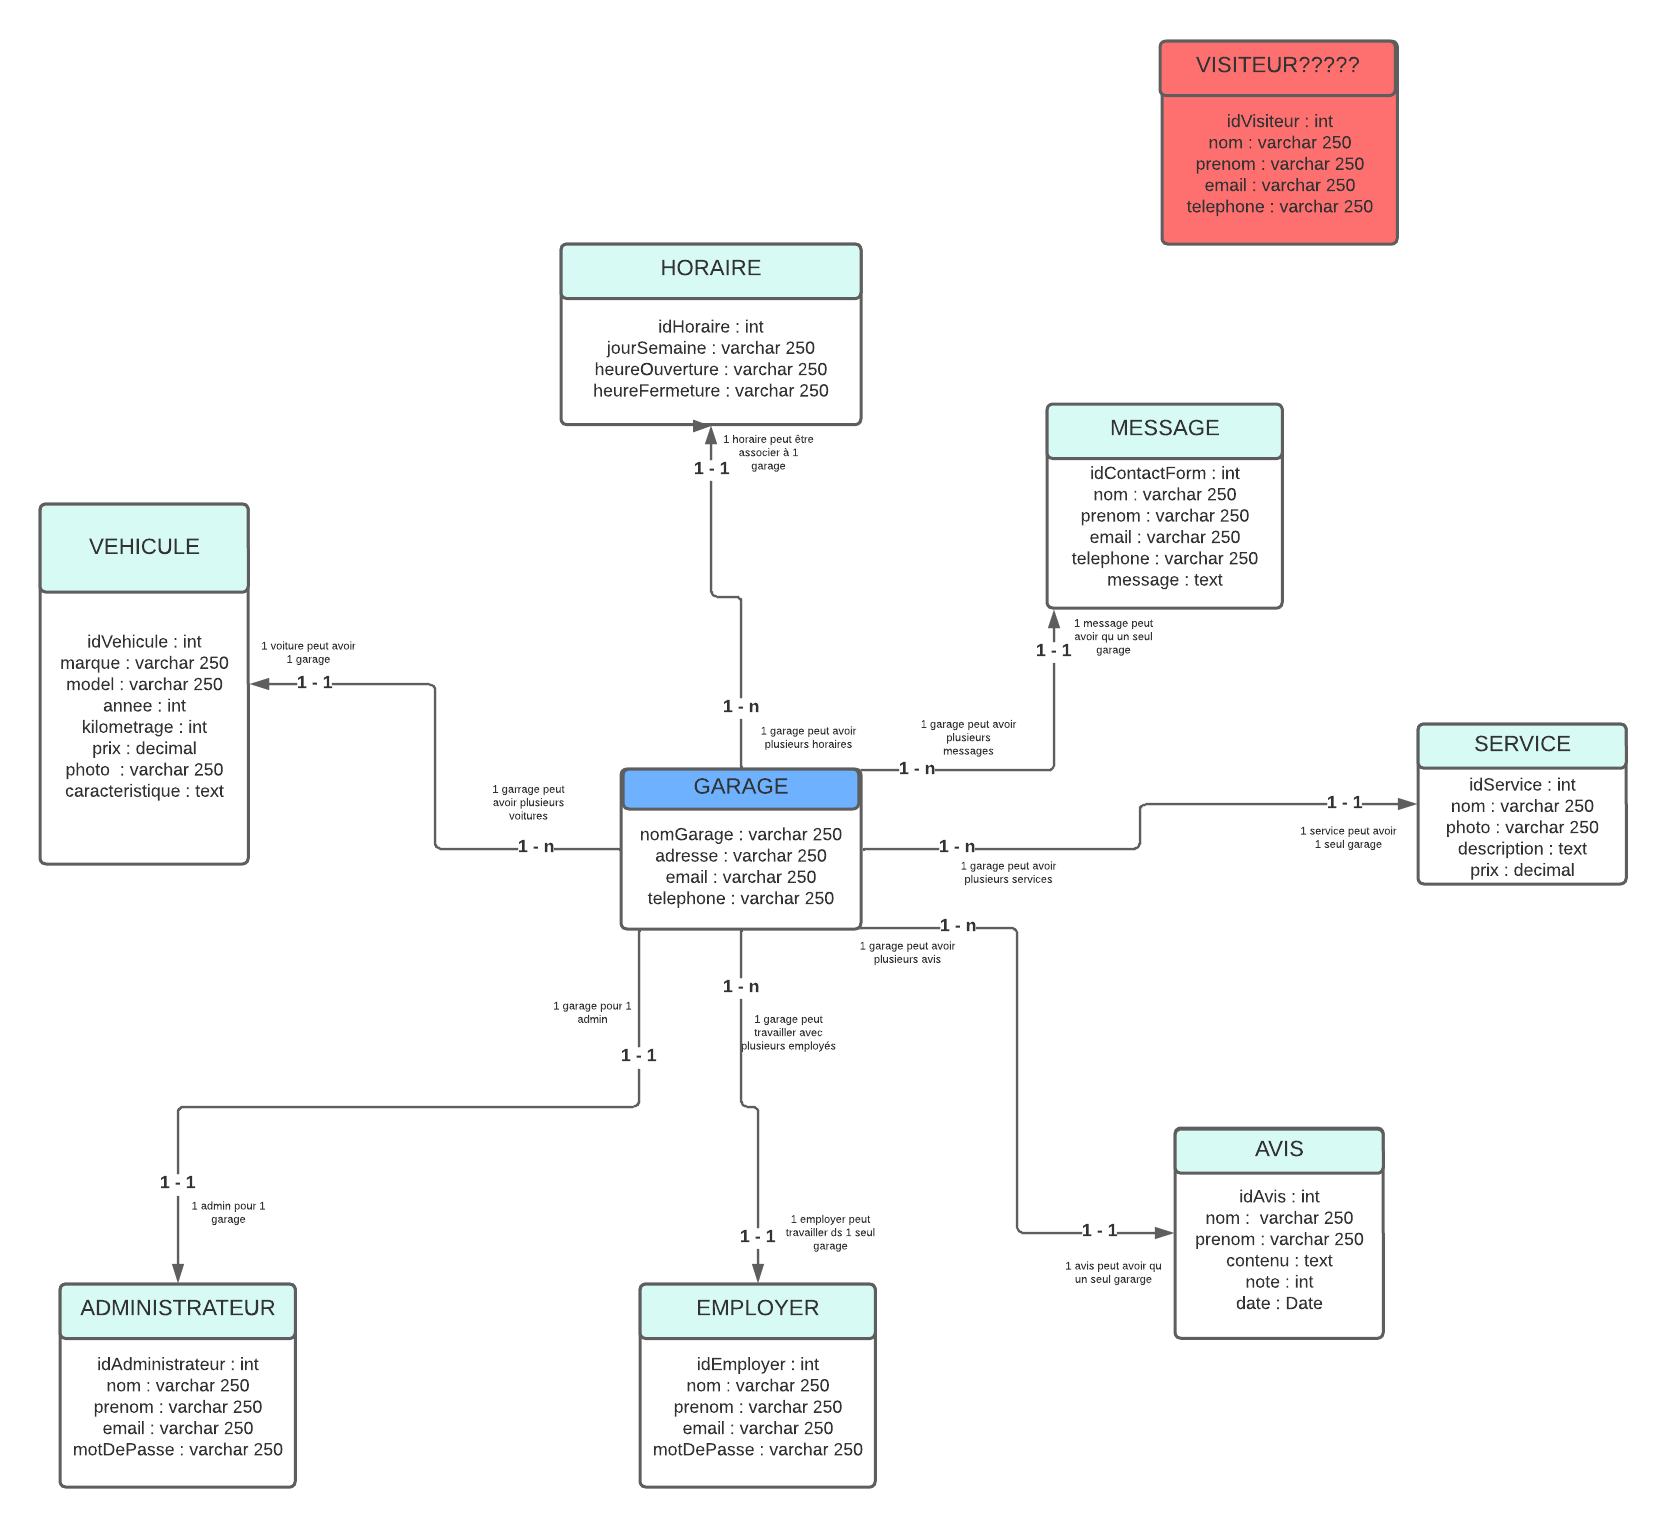 VISITEUR?????
idVisiteur : int
nom : varchar 250
prenom : varchar 250
email : varchar 250
telephone : varchar 250
HORAIRE
idHoraire : int
jourSemaine : varchar 250
heureOuverture : varchar 250
heureFermeture : varchar 250
1 horaire peut être
associer à 1
garage
1 - 1
MESSAGE
idContactForm : int
nom : varchar 250
prenom : varchar 250
email : varchar 250
telephone : varchar 250
message : text
1 message peut
avoir qu un seul
garage
1 - 1
VEHICULE
idVehicule : int
marque : varchar 250
model : varchar 250
annee : int
kilometrage : int
prix : decimal
photo  : varchar 250
caracteristique : text
1 voiture peut avoir
1 garage
1 - 1
1 - n
1 garage peut avoir
plusieurs horaires
1 garage peut avoir
plusieurs
messages
1 - n
SERVICE
idService : int
nom : varchar 250
photo : varchar 250
description : text
prix : decimal
GARAGE
nomGarage : varchar 250
adresse : varchar 250
email : varchar 250
telephone : varchar 250
1 garrage peut
avoir plusieurs
voitures
1 - n
1 - 1
1 service peut avoir
1 seul garage
1 - n
1 garage peut avoir
plusieurs services
1 - n
1 garage peut avoir
plusieurs avis
1 garage pour 1
admin
1 - 1
1 - n
1 garage peut
travailler avec
plusieurs employés
1 - 1
1 admin pour 1
garage
1 - 1
1 employer peut
travailler ds 1 seul
garage
1 - 1
1 avis peut avoir qu
un seul gararge
AVIS
idAvis : int
nom :  varchar 250
prenom : varchar 250
contenu : text
note : int
date : Date
ADMINISTRATEUR
idAdministrateur : int
nom : varchar 250
prenom : varchar 250
email : varchar 250
motDePasse : varchar 250
EMPLOYER
idEmployer : int
nom : varchar 250
prenom : varchar 250
email : varchar 250
motDePasse : varchar 250